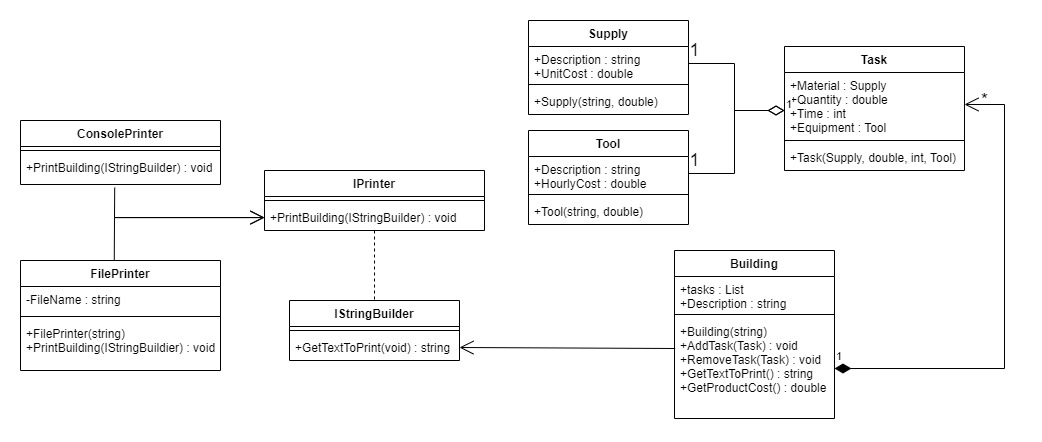 Supply
+Description : string
+UnitCost : double
+Supply(string, double)
1
Task
+Material : Supply
+Quantity : double
+Time : int
+Equipment : Tool
+Task(Supply, double, int, Tool)
1
*
Tool
+Description : string
+HourlyCost : double
+Tool(string, double)
1
ConsolePrinter
+PrintBuilding(IStringBuilder) : void
IPrinter
+PrintBuilding(IStringBuilder) : void
FilePrinter
-FileName : string
+FilePrinter(string)
+PrintBuilding(IStringBuildier) : void
IStringBuilder
+GetTextToPrint(void) : string
Building
+tasks : List
+Description : string
+Building(string)
+AddTask(Task) : void
+RemoveTask(Task) : void
+GetTextToPrint() : string
+GetProductCost() : double
1